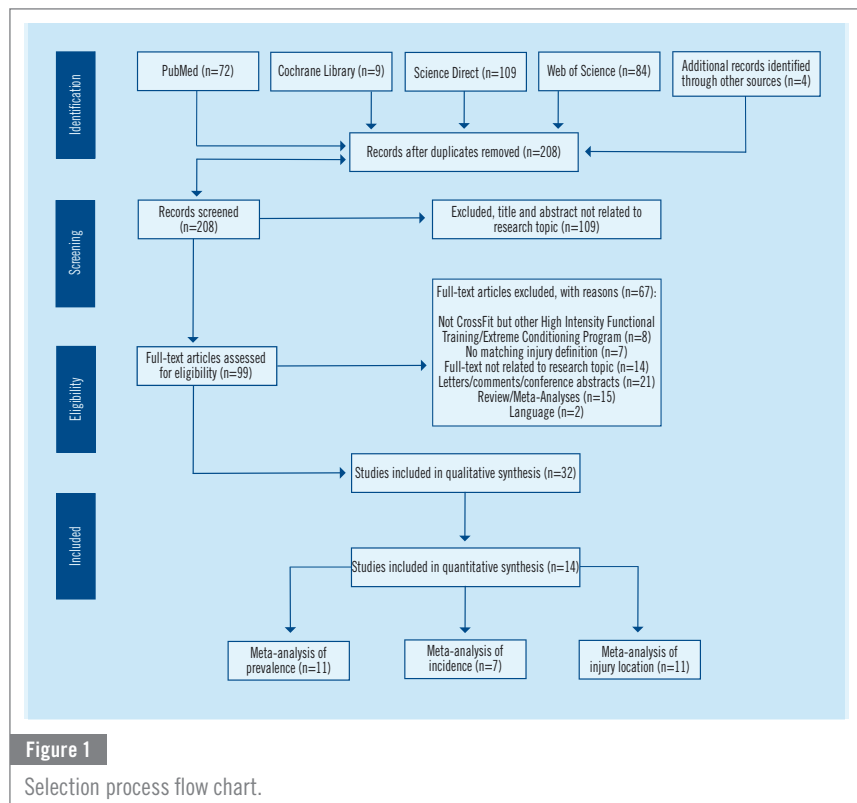 Identification
PubMed (n=72)
Cochrane Library (n=9)
Science Direct (n=109
Web of Science (n=84)
Additional records identified
through other sources (n=4)
Records after duplicates removed (n=208)
Screening
Records screened
(n=208)
Excluded, title and abstract not related to
research topic (n=109)
Eligibility
Full-text articles assessed
for eligibility (n=99)
Full-text articles excluded, with reasons (n=67):
Not CrossFit but other High Intensity Functional
Training/Extreme Conditioning Program (n=8)
No matching injury definition (n=7)
Full-text not related to research topic (n=14)
Letters/comments/conference abstracts (n=21)
Review/Meta-Analyses (n=15)
Language (n=2)
Studies included in qualitative synthesis (n=32)
Included
Studies included in quantitative synthesis (n=14)
Meta-analysis of
prevalence (n=11)
Meta-analysis of
incidence (n=7)
Meta-analysis of
injury location (n=11)
Figure 1
Selection process flow chart.